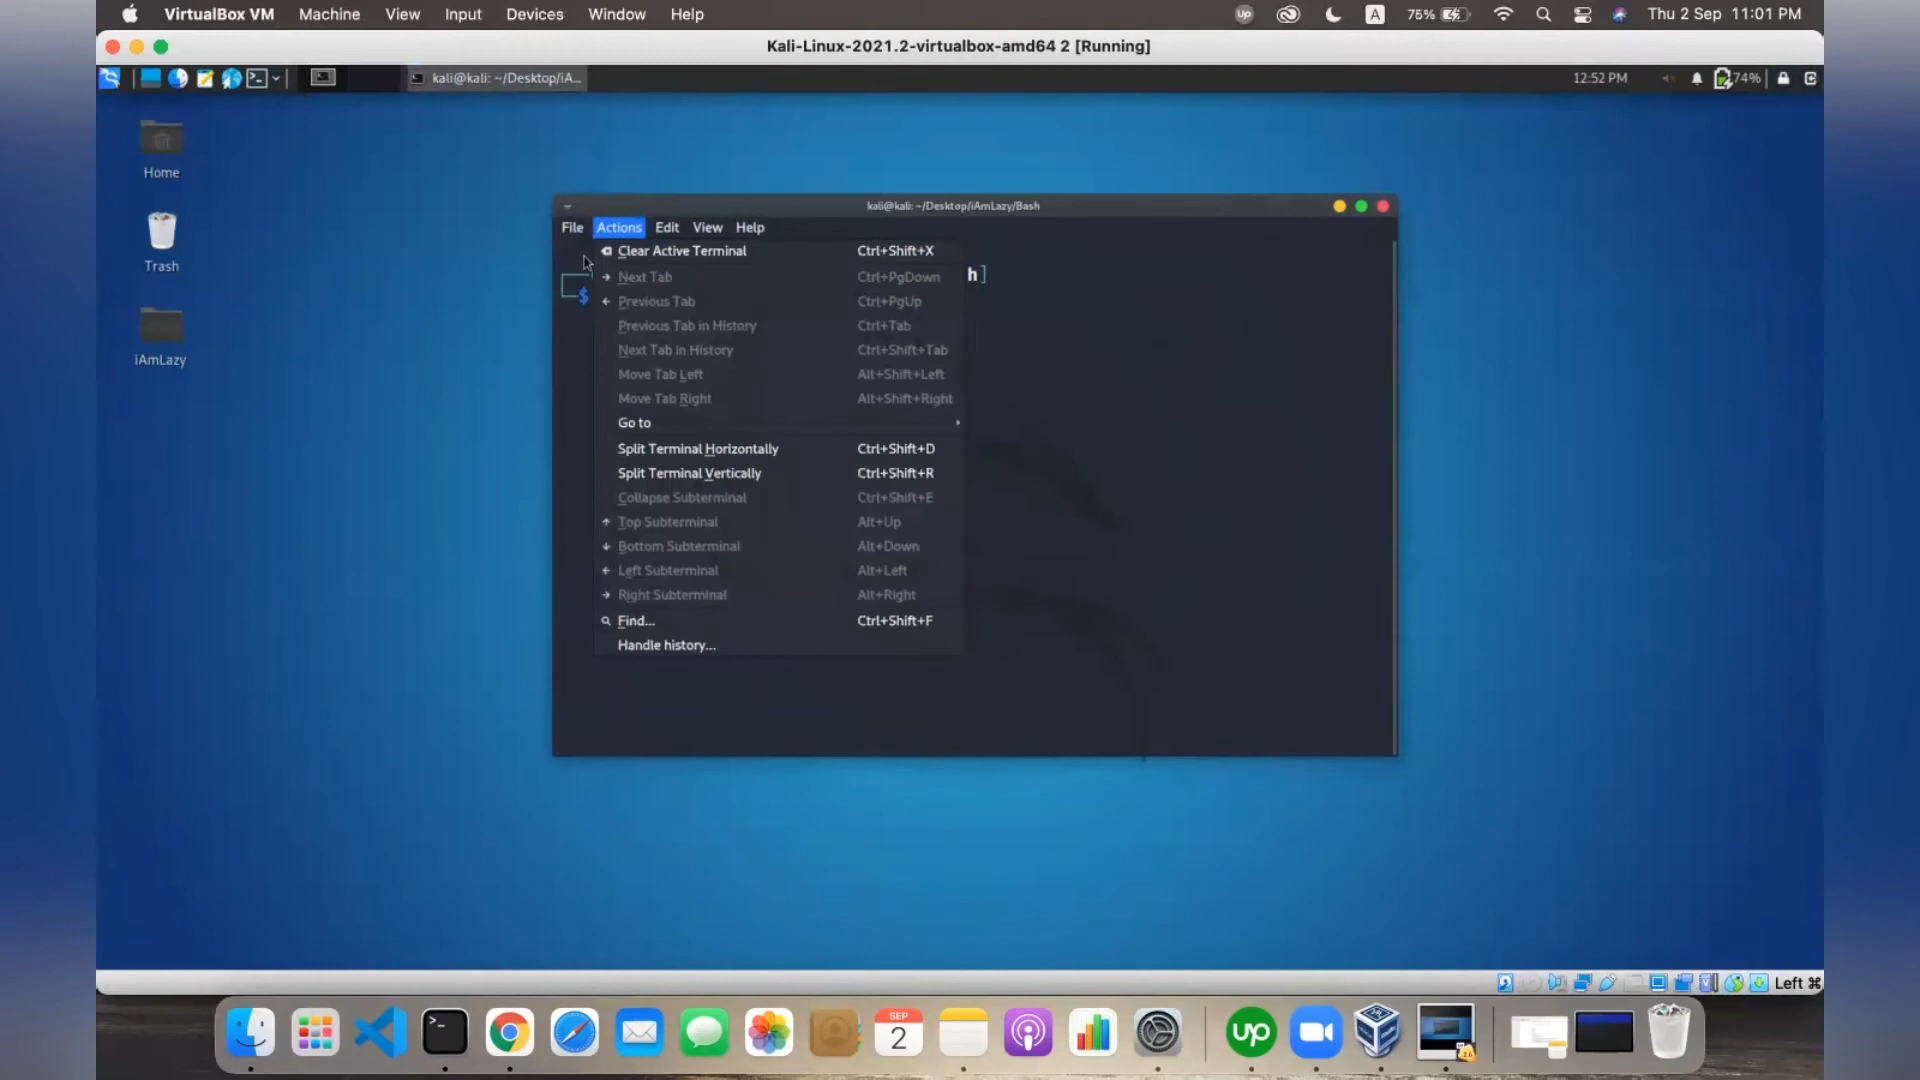 VirtualBox VM Machine View Input Devices Window Help A 75% Thu 2 Sep 11:01 PM
Kali-Linux-2021.2-virtualbox-amd64 2 [Running]
kali@kali: ~/Desktop/iA... 12:52 PM 74%
Home
Trash
iAmLazy
kali@kali: ~/Desktop/iAmLazy/Bash
File Actions Edit View Help
Clear Active Terminal Ctrl+Shift+X
Next Tab Ctrl+PgDown
h]
$
Previous Tab Ctrl+PgUp
Previous Tab in History Ctrl+Tab
Next Tab in History Ctrl+Shift+Tab
Move Tab Left Alt+Shift+Left
Move Tab Right Alt+Shift+Right
Go to
Split Terminal Horizontally Ctrl+Shift+D
Split Terminal Vertically Ctrl+Shift+R
Collapse Subterminal Ctrl+Shift+E
Top Subterminal Alt+Up
Bottom Subterminal Alt+Down
Left Subterminal Alt+Left
Right Subterminal Alt+Right
Find... Ctrl+Shift+F
Handle history...
Left ⌘
SEP
2
up